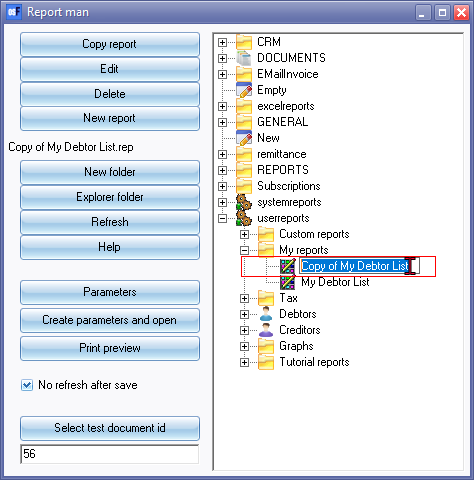 Report man
Copy report
Edit
Delete
New report
Copy of My Debtor List.rep
New folder
Explorer folder
Refresh
Help
Parameters
Create parameters and open
Print preview
No refresh after save
Select test document id
56
CRM
DOCUMENTS
EMailInvoice
Empty
excelreports
GENERAL
New
remittance
REPORTS
Subscriptions
systemreports
userreports
Custom reports
My reports
Copy of My Debtor List
My Debtor List
Tax
Debtors
Creditors
Graphs
Tutorial reports